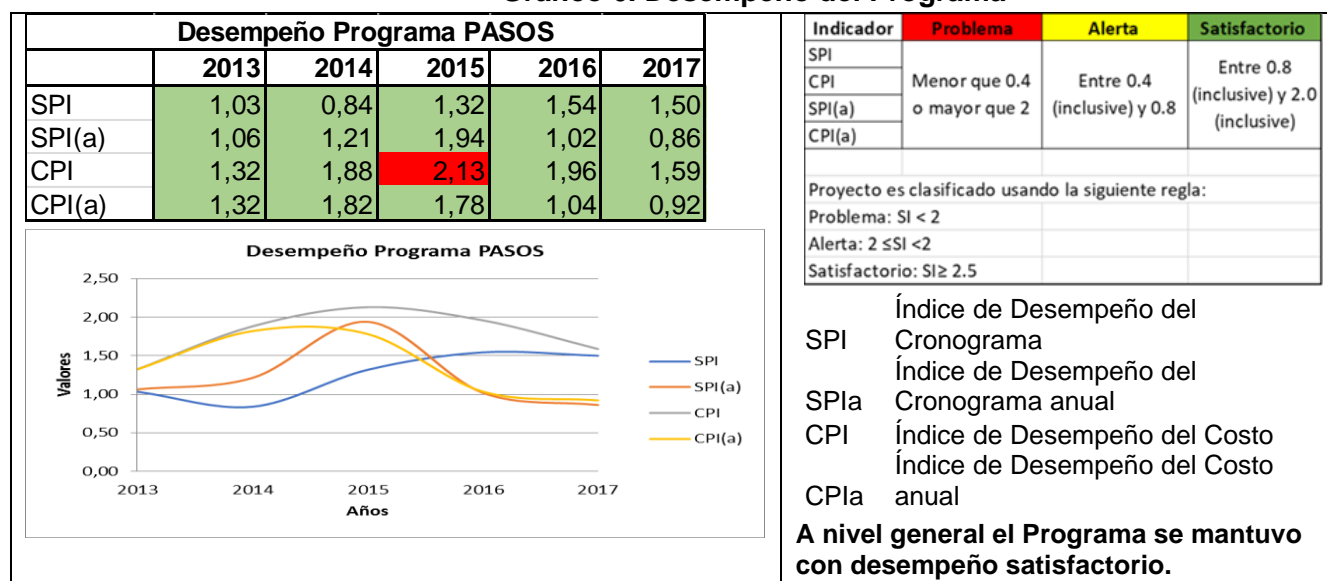 Desempeño Programa PASOS
2013 2014 2015 2016 2017
SPI 1,03 0,84 1,32 1,54 1,50
SPI(a) 1,06 1,21 1,94 1,02 0,86
CPI 1,32 1,88 2,13 1,96 1,59
CPI(a) 1,32 1,82 1,78 1,04 0,92
Desempeño Programa PASOS
2,50
2,00
1,50
1,00
0,50
0,00
Valores
2013 2014 2015 2016 2017
Años
SPI
SPI(a)
CPI
CPI(a)
Indicador Problema Alerta Satisfactorio
SPI
CPI
SPI(a)
CPI(a)
Menor que 0.4
o mayor que 2
Entre 0.4
(inclusive) y 0.8
Entre 0.8
(inclusive) y 2.0
(inclusive)
Proyecto es clasificado usando la siguiente regla:
Problema: SI < 2
Alerta: 2 ≤SI <2
Satisfactorio: SI≥ 2.5
Índice de Desempeño del
SPI Cronograma
Índice de Desempeño del
SPIa Cronograma anual
CPI Índice de Desempeño del Costo
Índice de Desempeño del Costo
CPIa anual
A nivel general el Programa se mantuvo
con desempeño satisfactorio.